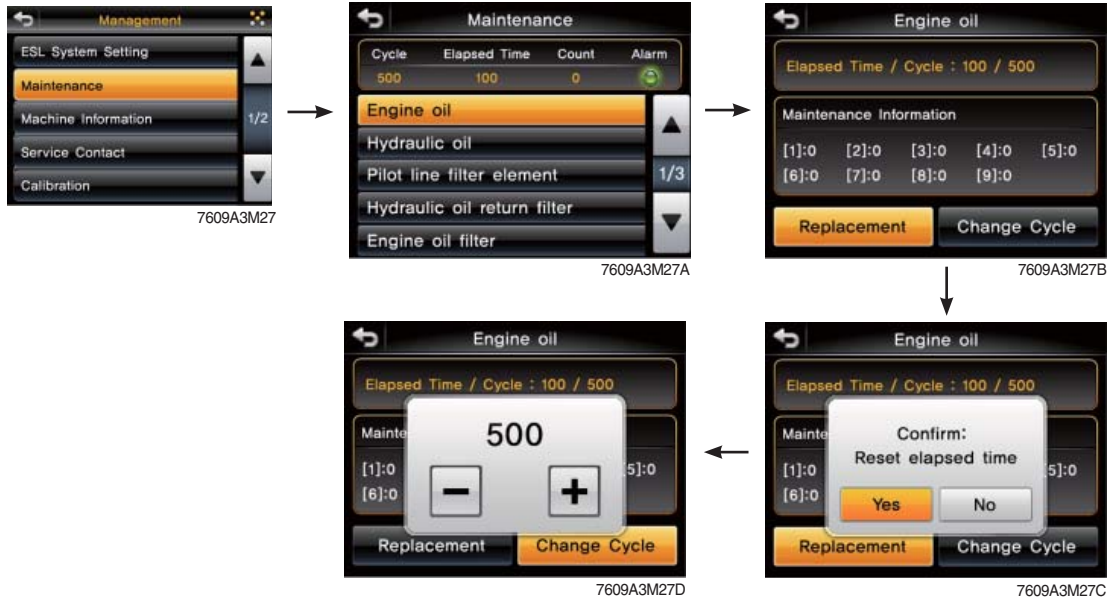 Management
ESL System Setting
Maintenance
Machine Information
1/2
Service Contact
Calibration
7609A3M27
Maintenance
Cycle Elapsed Time Count Alarm
500 100 0
Engine oil
Hydraulic oil
Pilot line filter element
1/3
Hydraulic oil return filter
Engine oil filter
7609A3M27A
Engine oil
Elapsed Time / Cycle : 100 / 500
Maintenance Information
[1]:0 [2]:0 [3]:0 [4]:0 [5]:0
[6]:0 [7]:0 [8]:0 [9]:0
Replacement Change Cycle
7609A3M27B
Engine oil
Elapsed Time / Cycle : 100 / 500
Mainte
Confirm:
Reset elapsed time
[1]:0 5]:0
[6]:0
Yes No
Replacement Change Cycle
7609A3M27C
Engine oil
Elapsed Time / Cycle : 100 / 500
Mainte
500
[1]:0 5]:0
[6]:0
− +
Replacement Change Cycle
7609A3M27D